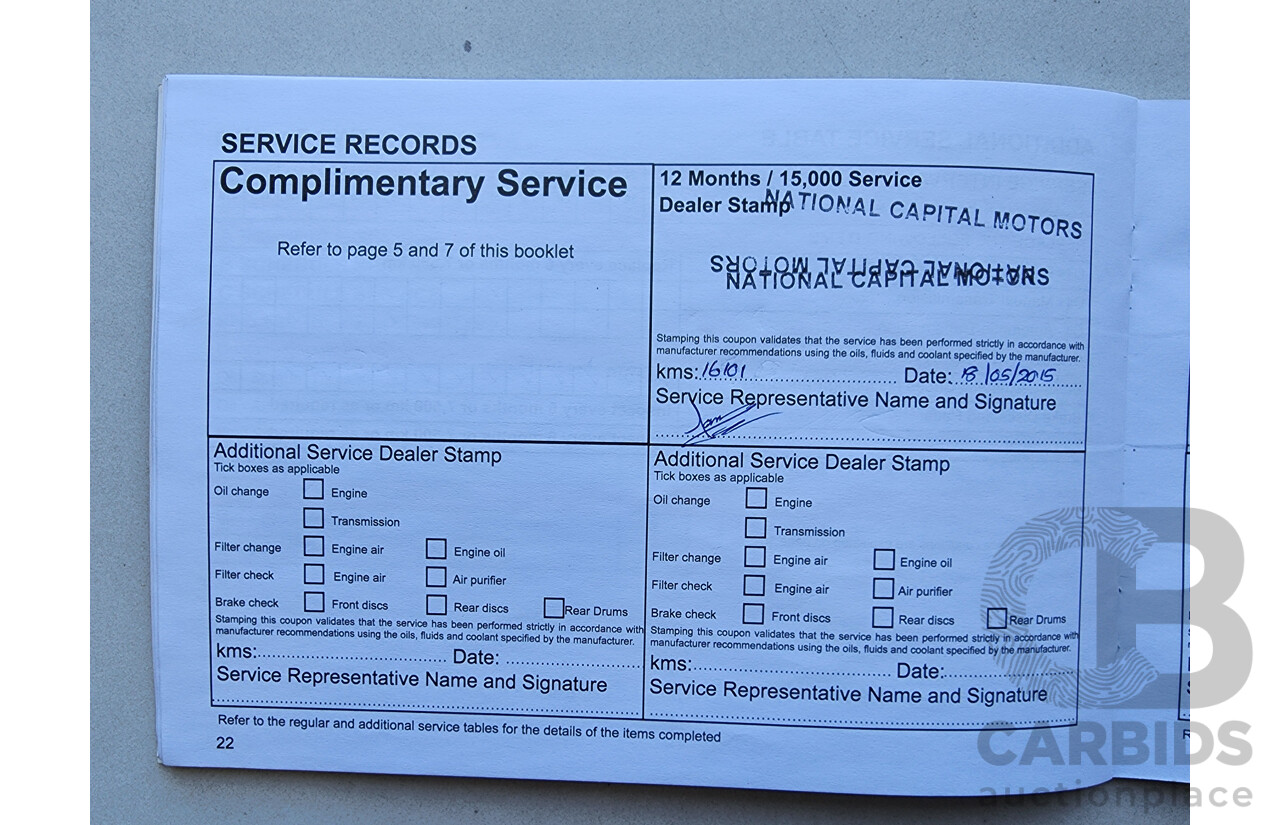 SERVICE RECORDS
Complimentary Service
Refer to page 5 and 7 of this booklet
12 Months / 15,000 Service
Dealer Stamp
NATIONAL CAPITAL MOTORS
NATIONAL CAPITAL MOTORS
NATIONAL CAPITAL MOTORS
Stamping this coupon validates that the service has been performed strictly in accordance with
manufacturer recommendations using the oils, fluids and coolant specified by the manufacturer.
kms: 16101 Date: 18/05/2015
Service Representative Name and Signature
Additional Service Dealer Stamp
Tick boxes as applicable
Oil change Engine
Transmission
Filter change Engine air Engine oil
Filter check Engine air Air purifier
Brake check Front discs Rear discs Rear Drums
Stamping this coupon validates that the service has been performed strictly in accordance with
manufacturer recommendations using the oils, fluids and coolant specified by the manufacturer.
kms: Date:
Service Representative Name and Signature
Additional Service Dealer Stamp
Tick boxes as applicable
Oil change Engine
Transmission
Filter change Engine air Engine oil
Filter check Engine air Air purifier
Brake check Front discs Rear discs Rear Drums
Stamping this coupon validates that the service has been performed strictly in accordance with
manufacturer recommendations using the oils, fluids and coolant specified by the manufacturer.
kms: Date:
Service Representative Name and Signature
Refer to the regular and additional service tables for the details of the items completed
22
CB
CARBIDS
auctionplace